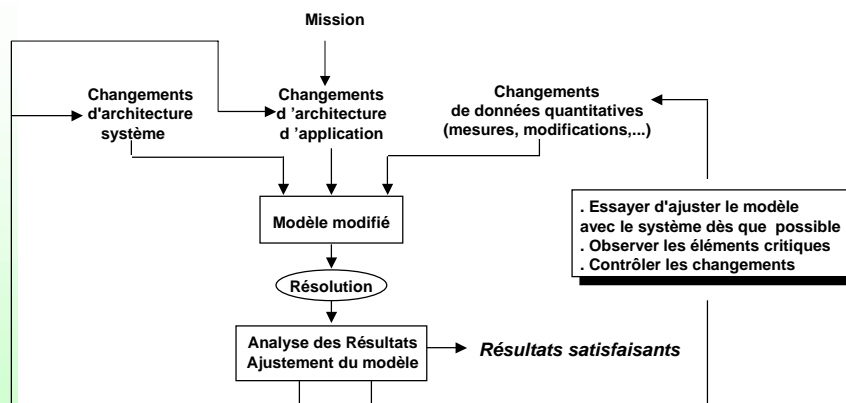 Mission
Changements
d'architecture
système
Changements
d ’architecture
d ’application
Changements
de données quantitatives
(mesures, modifications,...)
Modèle modifié
. Essayer d'ajuster le modèle
avec le système dès que possible
. Observer les éléments critiques
. Contrôler les changements
Résolution
Analyse des Résultats
Ajustement du modèle
Résultats satisfaisants